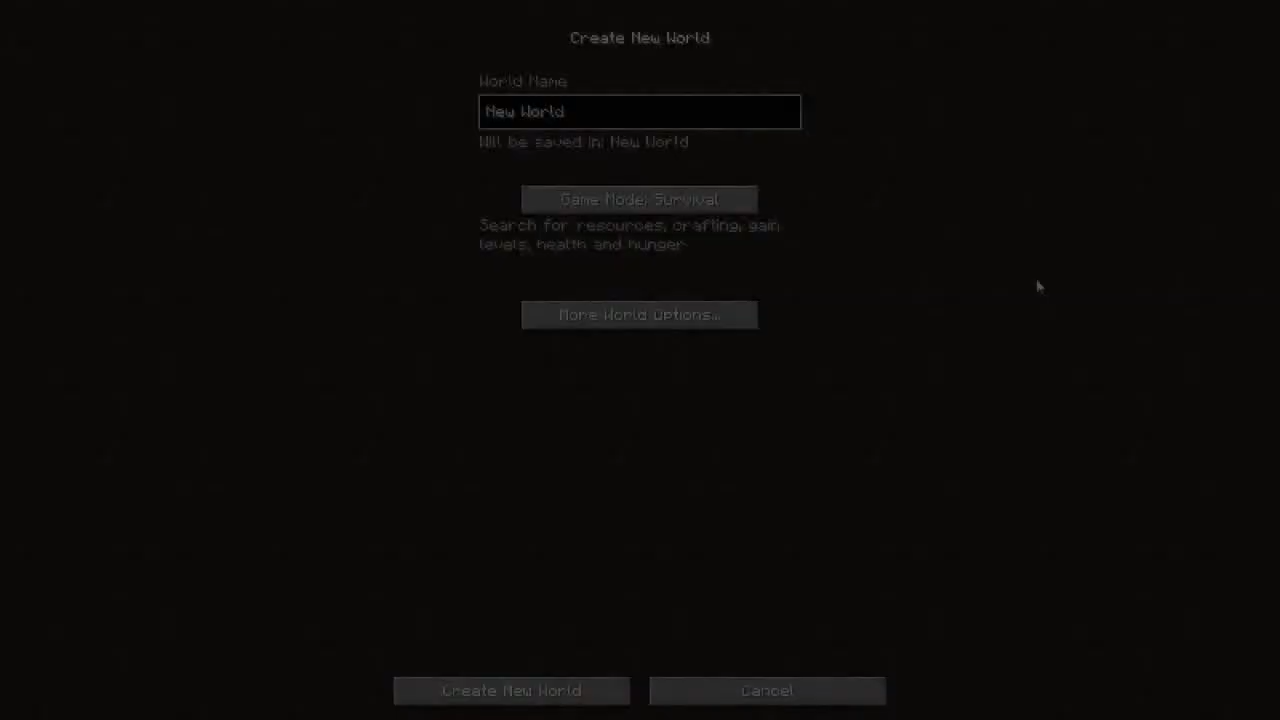 Create New World
World Name
New World
Will be saved in: New World
Game Mode: Survival
Search for resources, crafting, gain
levels, health and hunger
More World Options...
Create New World
Cancel